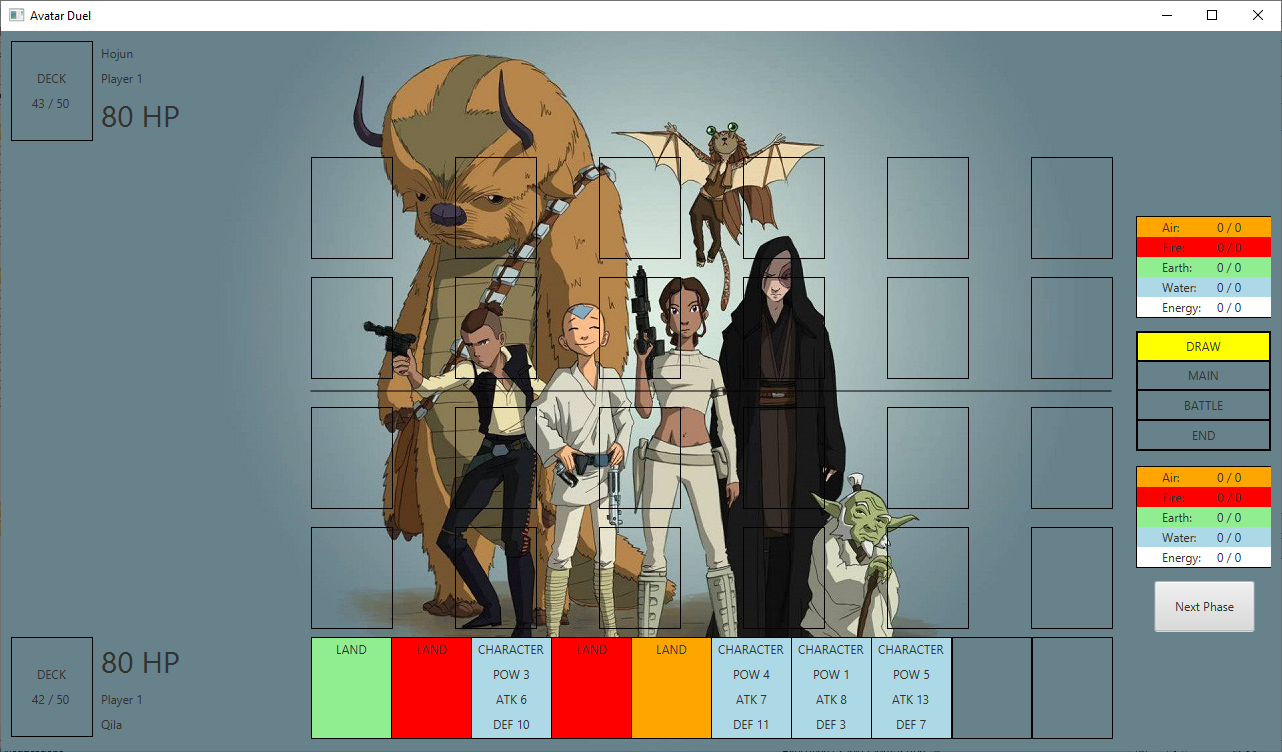 Avatar Duel
DECK
43 / 50
Hojun
Player 1
80 HP
Air: 0 / 0
Fire: 0 / 0
Earth: 0 / 0
Water: 0 / 0
Energy: 0 / 0
DRAW
MAIN
BATTLE
END
Air: 0 / 0
Fire: 0 / 0
Earth: 0 / 0
Water: 0 / 0
Energy: 0 / 0
Next Phase
DECK
42 / 50
80 HP
Player 1
Qila
LAND
LAND
CHARACTER
POW 3
ATK 6
DEF 10
LAND
LAND
CHARACTER
POW 4
ATK 7
DEF 11
CHARACTER
POW 1
ATK 8
DEF 3
CHARACTER
POW 5
ATK 13
DEF 7